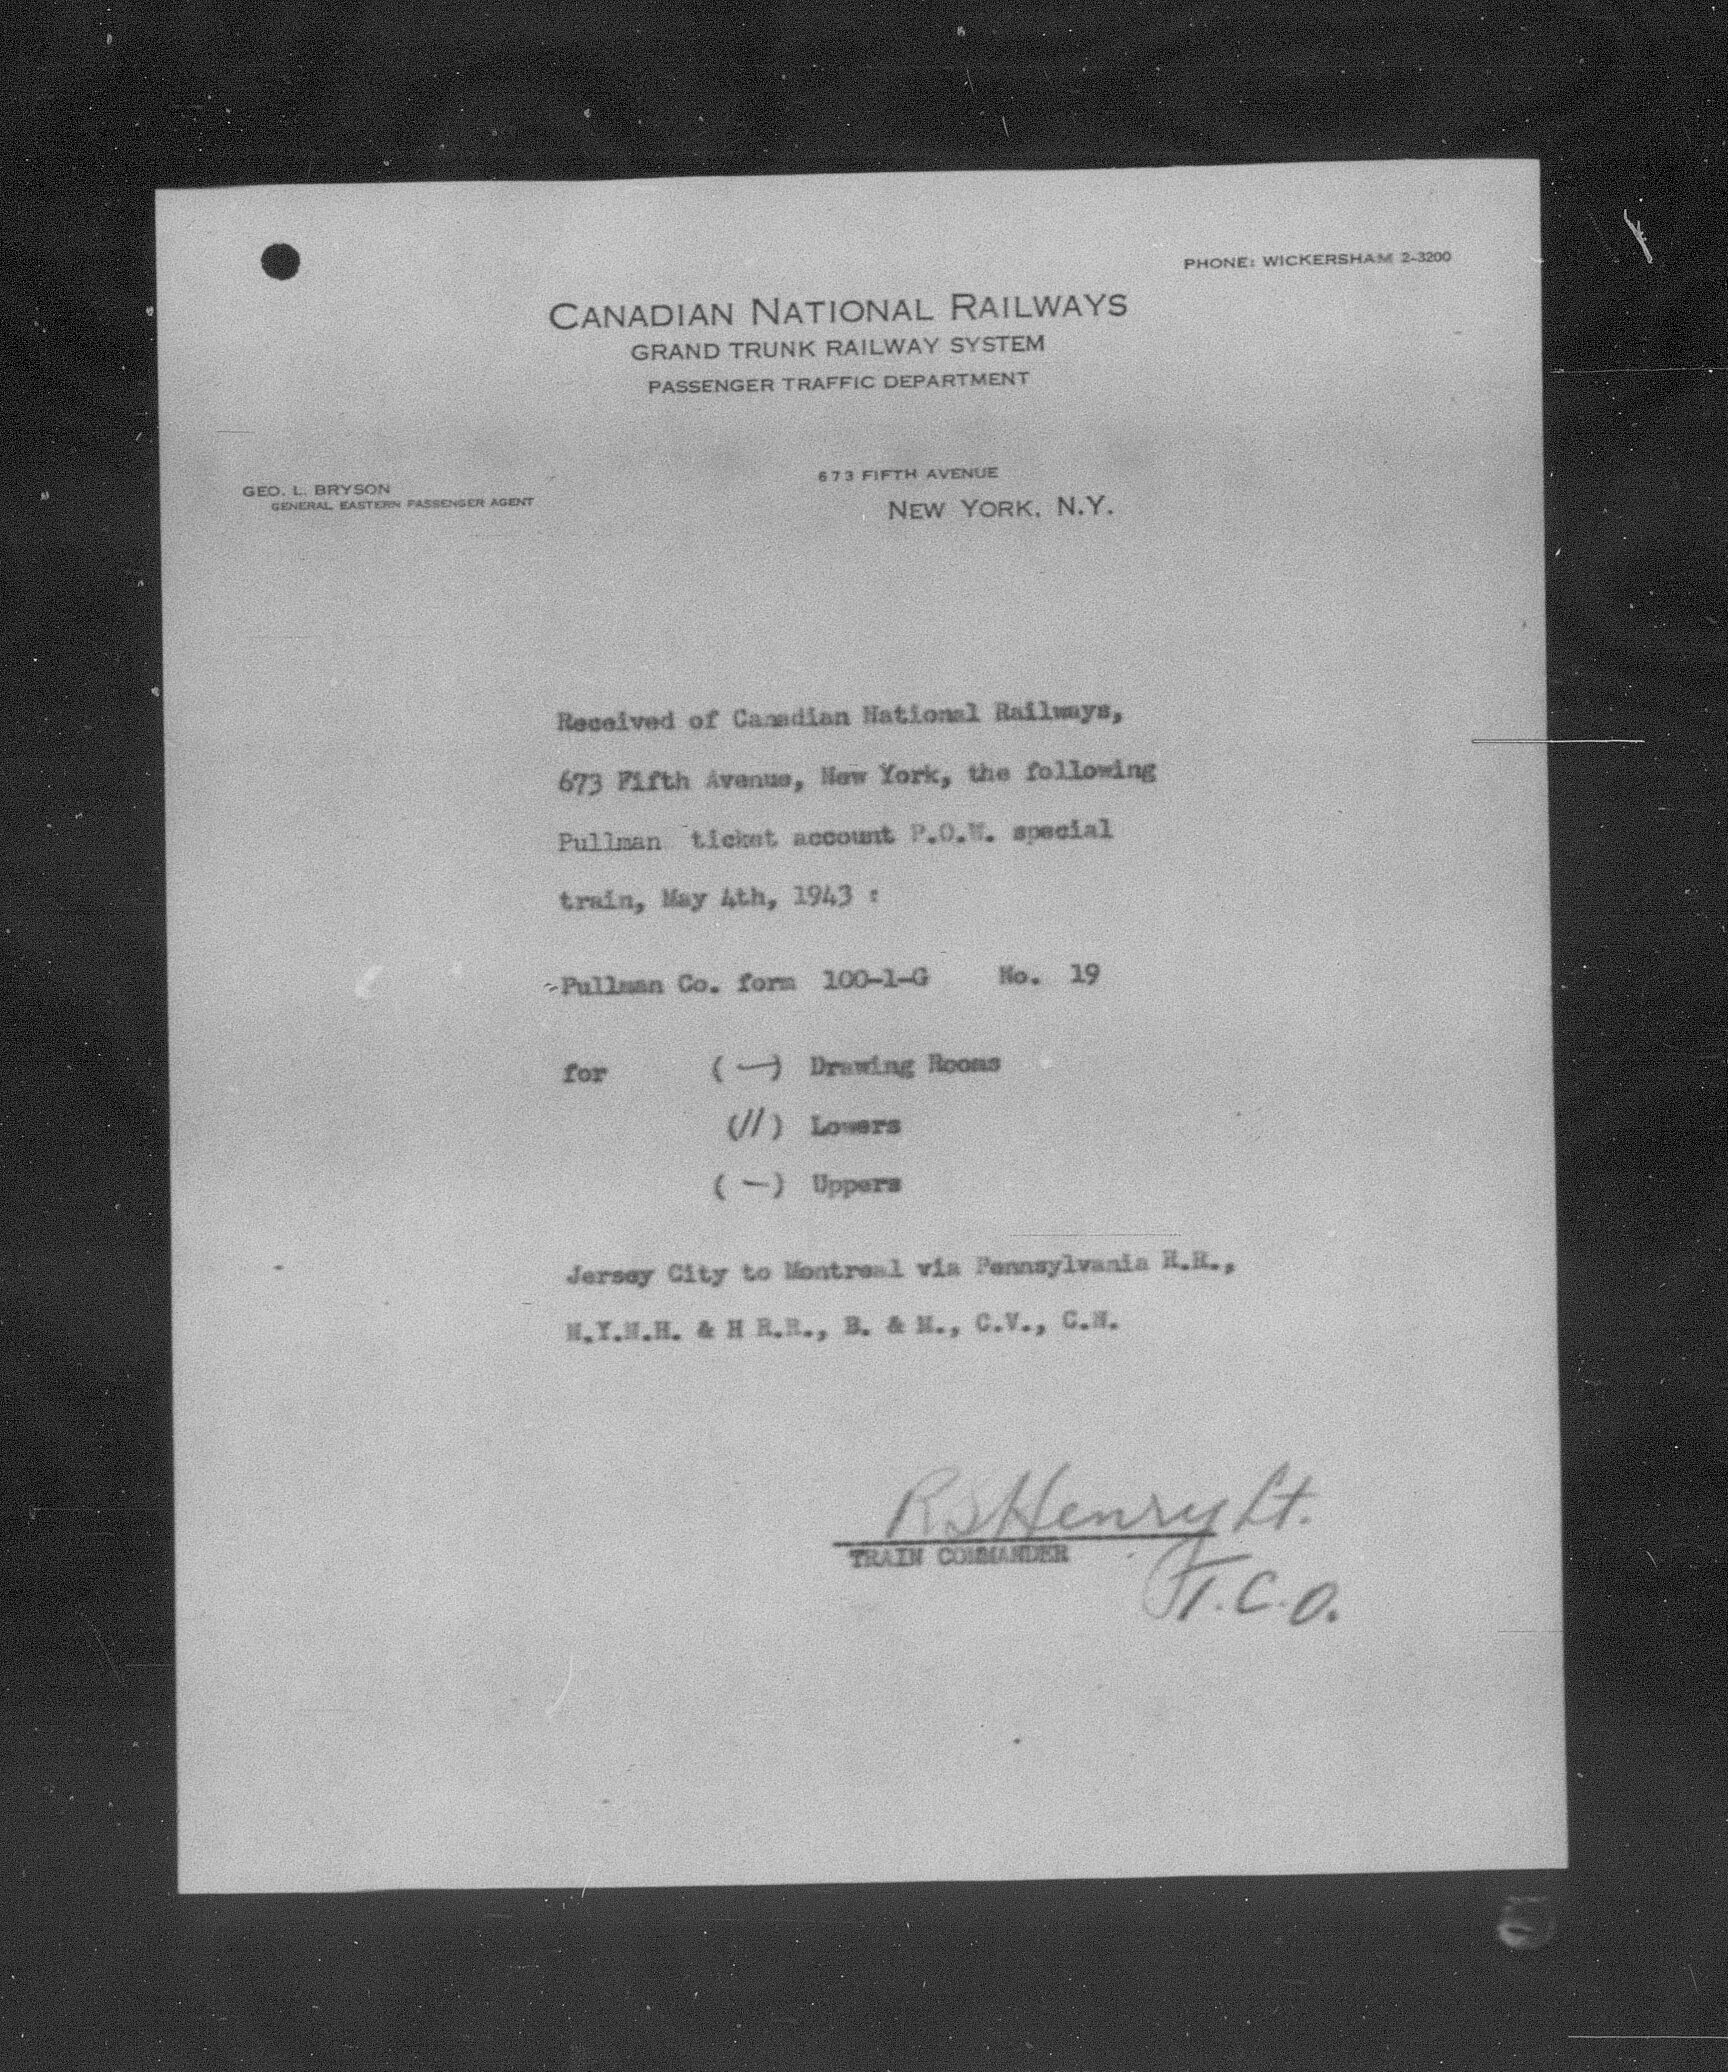 PHONE: WICKERSHAM 2-3200
CANADIAN NATIONAL RAILWAYS
GRAND TRUNK RAILWAY SYSTEM
PASSENGER TRAFFIC DEPARTMENT
673 FIFTH AVENUE
GEO. L. BRYSON
GENERAL EASTERN PASSENGER AGENT
NEW YORK, N.Y.
Received of Canadian National Railways,
673 Fifth Avenue, New York, the following
Pullman ticket account P.O.W. special
train, May 4th, 1943 :
Pullman Co. form 100-1-G No. 19
for ( — ) Drawing Rooms
(11) Lowers
( — ) Uppers
Jersey City to Montreal via Pennsylvania R.R.,
N.Y.N.H. & H R.R., B. & M., C.V., C.N.
RSHenry Lt.
TRAIN COMMANDER
T.C.O.